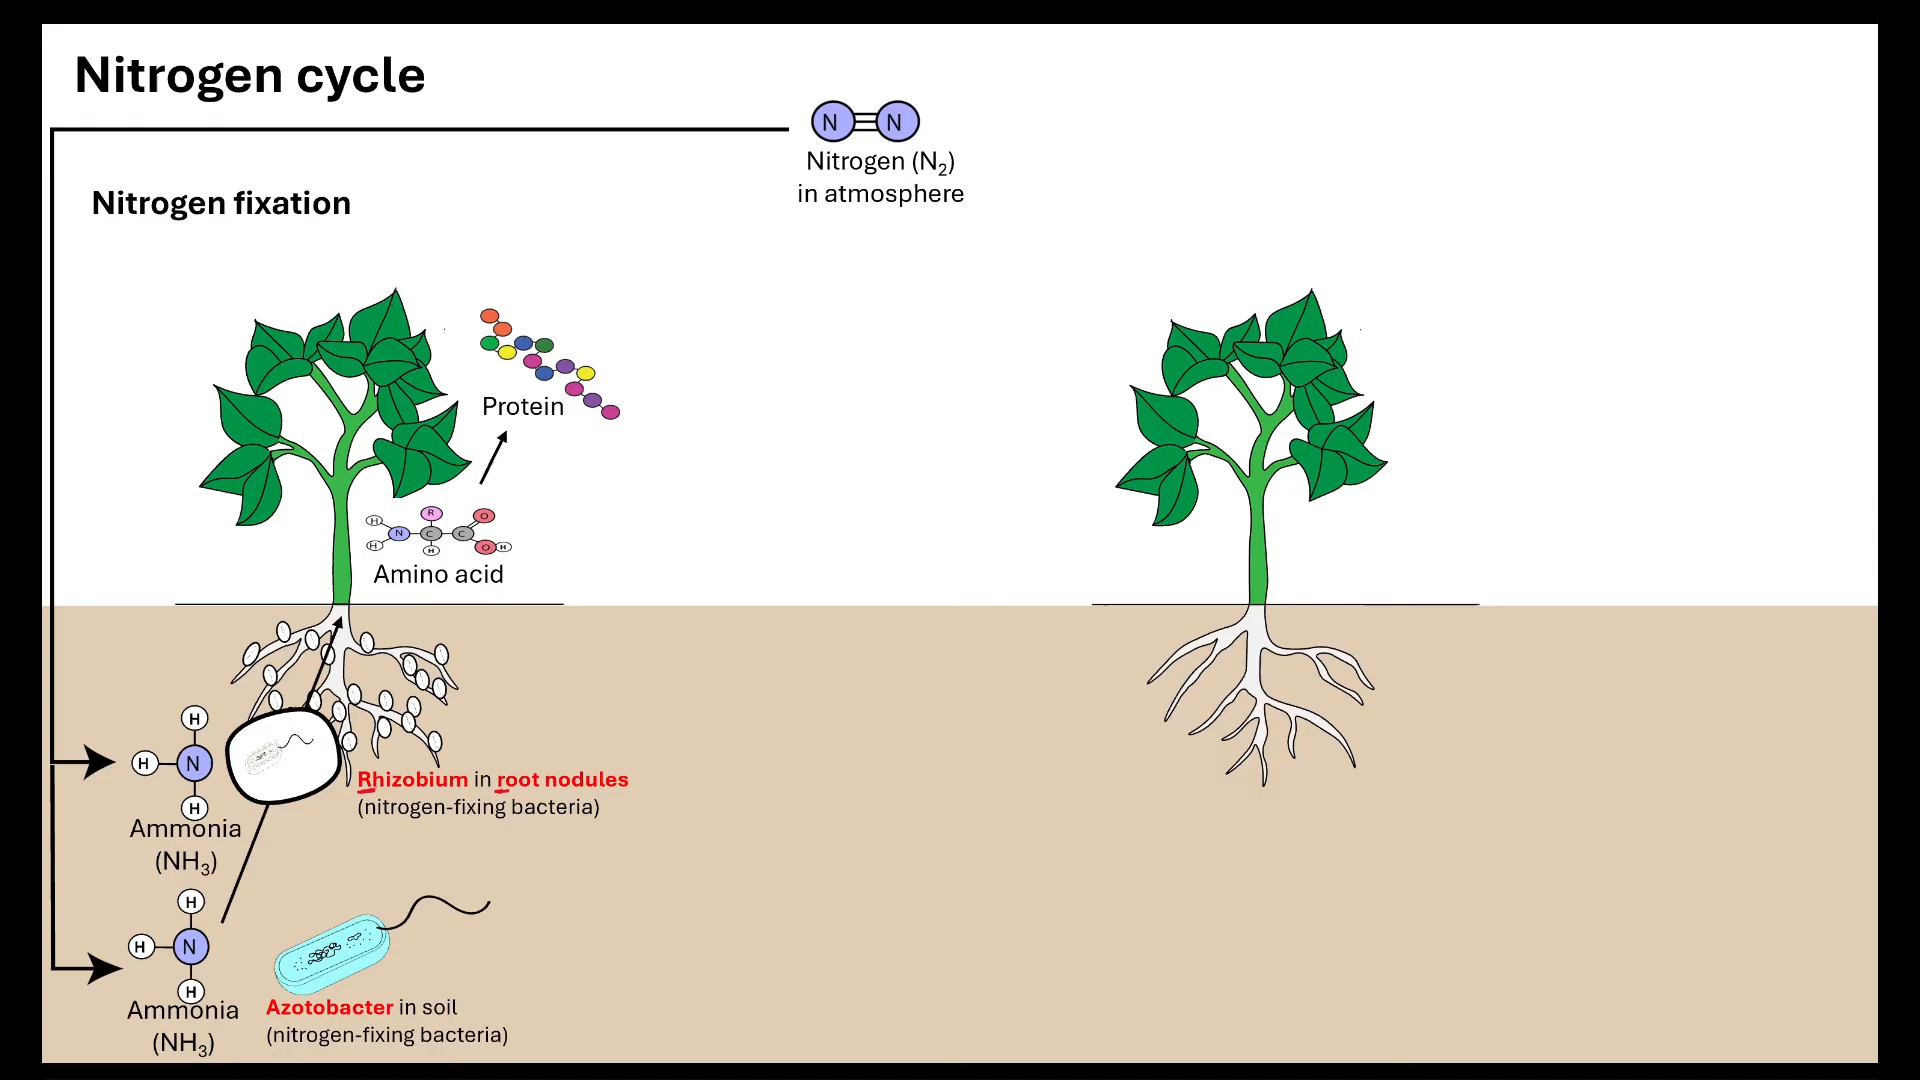 Nitrogen cycle
N N
Nitrogen (N2)
in atmosphere
Nitrogen fixation
Protein
R
H
O
N
C
C
H
H
O
H
Amino acid
H
H
N
H
Ammonia
(NH3)
Rhizobium in root nodules
(nitrogen-fixing bacteria)
H
H
N
H
Ammonia
(NH3)
Azotobacter in soil
(nitrogen-fixing bacteria)